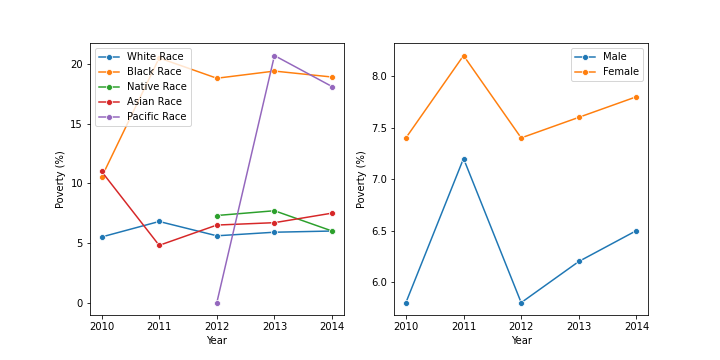 White Race
Black Race
Native Race
Asian Race
Pacific Race
20
15
10
5
0
Poverty (%)
2010 2011 2012 2013 2014
Year
Male
Female
8.0
7.5
7.0
6.5
6.0
Poverty (%)
2010 2011 2012 2013 2014
Year